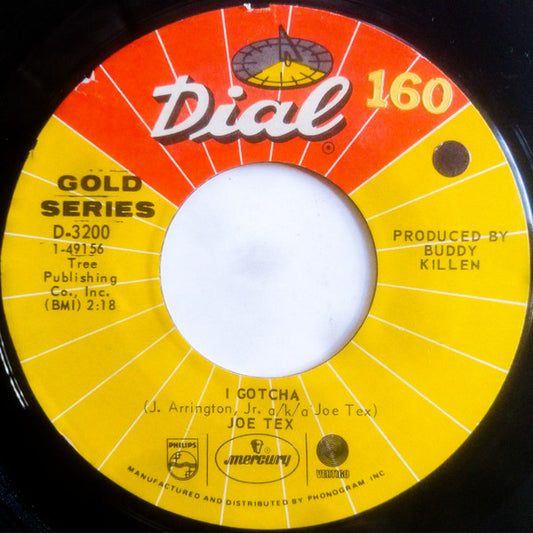 Dial
®
160
GOLD
SERIES
D-3200
1-49156
Tree
Publishing
Co., Inc.
(BMI) 2:18
PRODUCED BY
BUDDY
KILLEN
I GOTCHA
(J. Arrington, Jr. a/k/a Joe Tex)
JOE TEX
PHILIPS
mercury
VERTIGO
MANUFACTURED AND DISTRIBUTED BY PHONOGRAM, INC